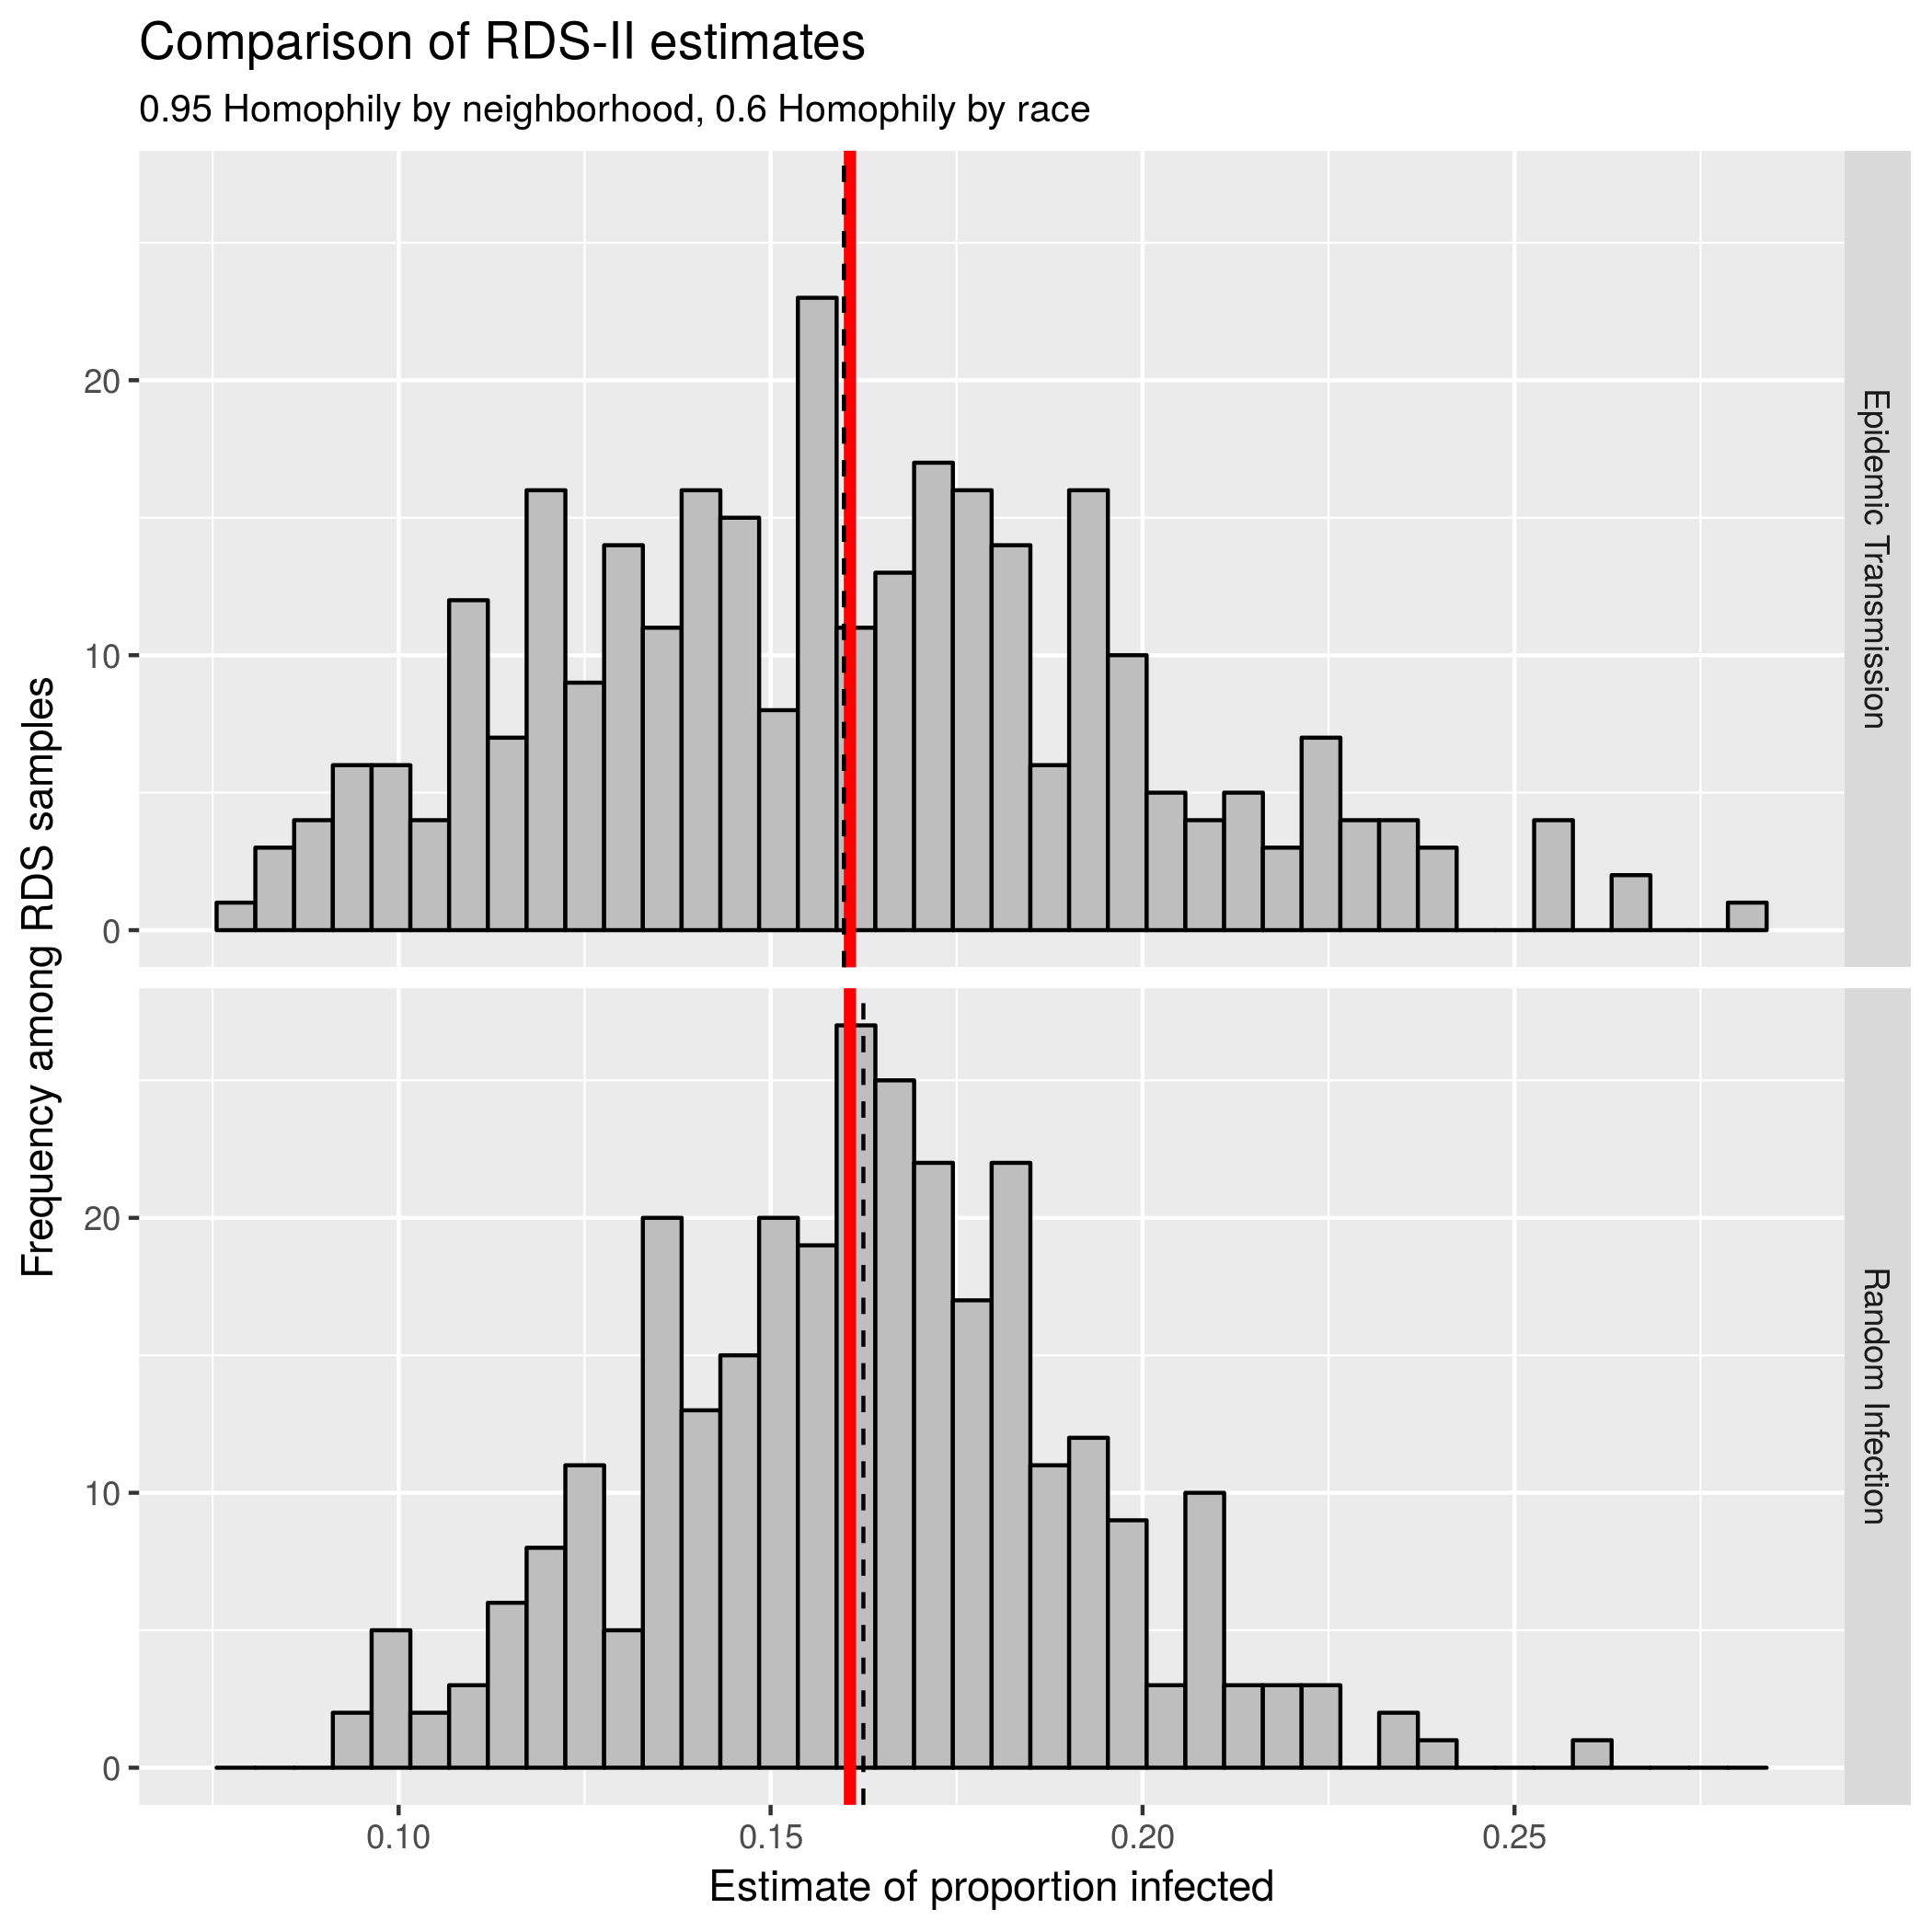 Comparison of RDS-II estimates
0.95 Homophily by neighborhood, 0.6 Homophily by race
Frequency among RDS samples
20
10
0
Epidemic Transmission
20
10
0
Random Infection
0.10 0.15 0.20 0.25
Estimate of proportion infected